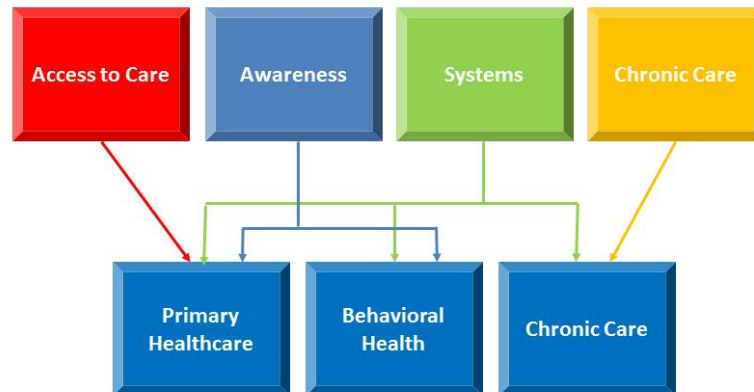 Access to Care
Awareness
Systems
Chronic Care
Primary
Healthcare
Behavioral
Health
Chronic Care